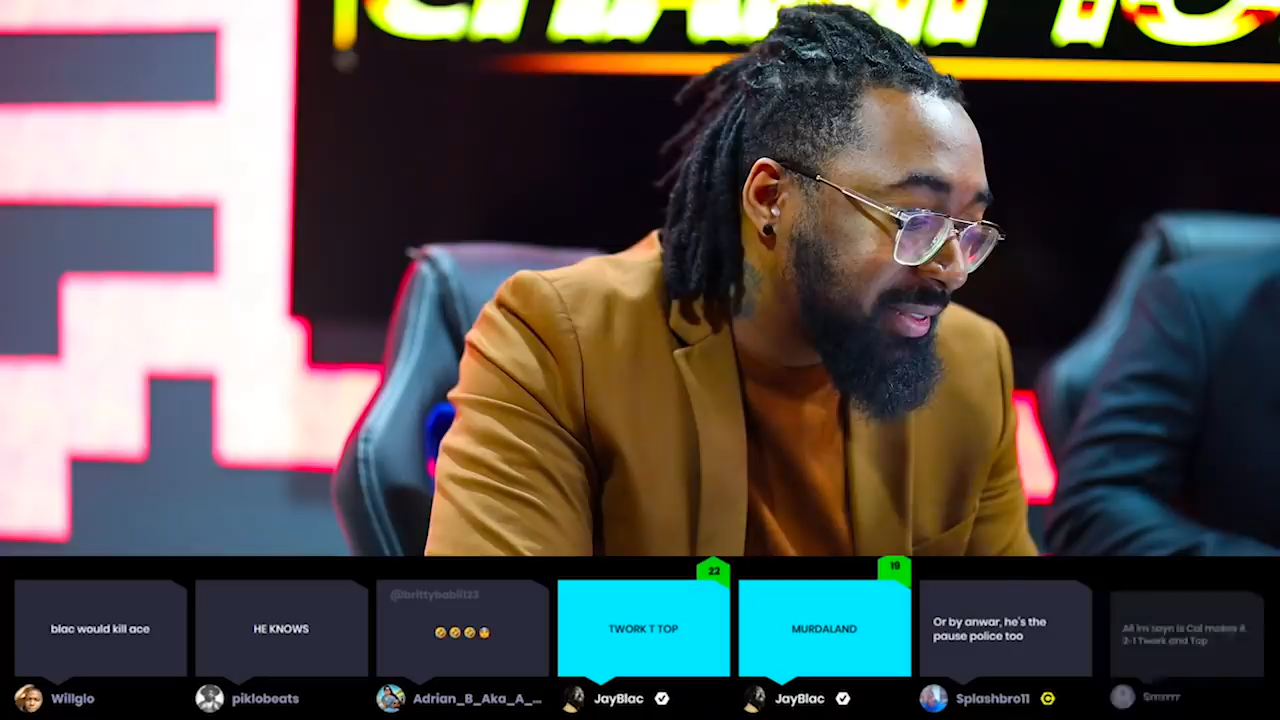 22
19
@brittybabii123
blac would kill ace
HE KNOWS
TWORK T TOP
MURDALAND
Or by anwar, he's the
pause police too
All im sayn is Cal makes it
2-1 Twork and Top
Willglo
piklobeats
Adrian_B_Aka_A_...
JayBlac
JayBlac
Splashbro11